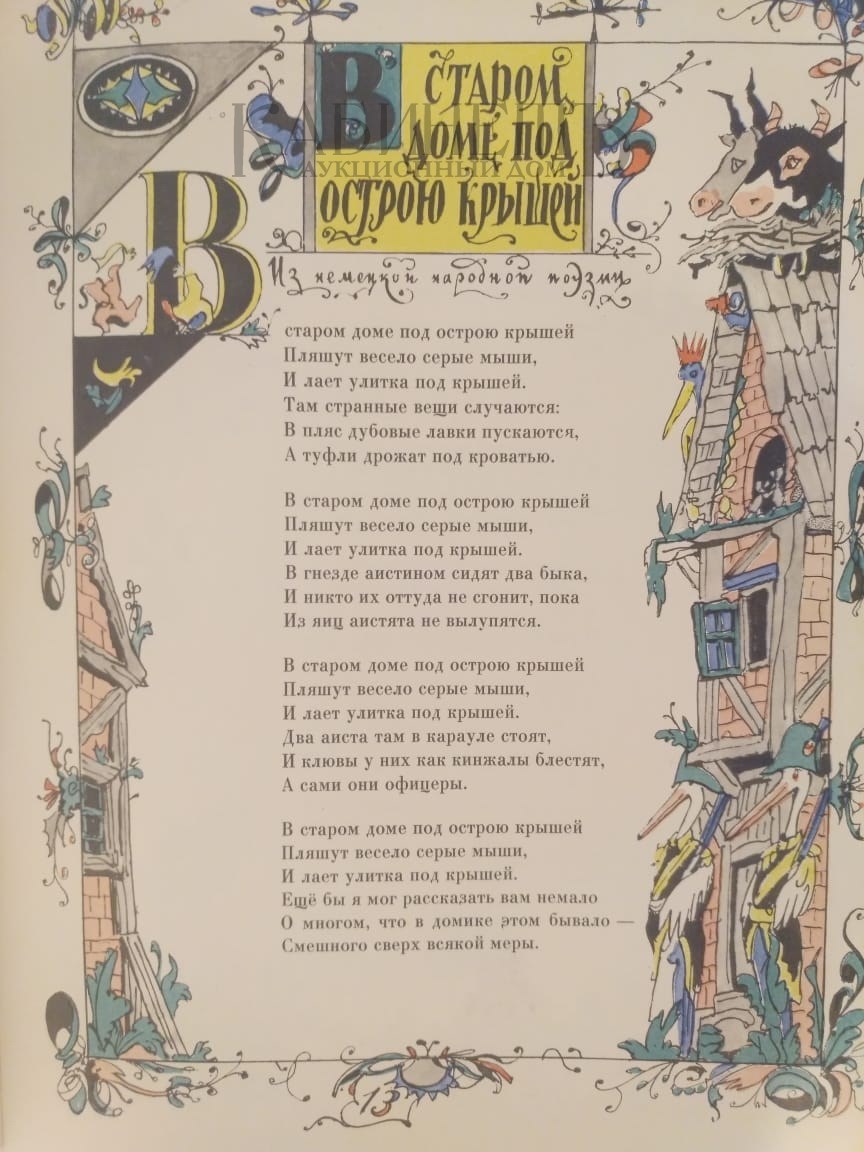 В СТАРОМ
ДОМЕ ПОД
ОСТРОЮ КРЫШЕЙ
КАБИНЕТЪ
АУКЦИОННЫЙ ДОМ
Из немецкой народной поэзии
В старом доме под острою крышей
Пляшут весело серые мыши,
И лает улитка под крышей.
Там странные вещи случаются:
В пляс дубовые лавки пускаются,
А туфли дрожат под кроватью.
В старом доме под острою крышей
Пляшут весело серые мыши,
И лает улитка под крышей.
В гнезде аистином сидят два быка,
И никто их оттуда не сгонит, пока
Из яиц аистята не вылупятся.
В старом доме под острою крышей
Пляшут весело серые мыши,
И лает улитка под крышей.
Два аиста там в карауле стоят,
И клювы у них как кинжалы блестят,
А сами они офицеры.
В старом доме под острою крышей
Пляшут весело серые мыши,
И лает улитка под крышей.
Ещё бы я мог рассказать вам немало
О многом, что в домике этом бывало —
Смешного сверх всякой меры.
13